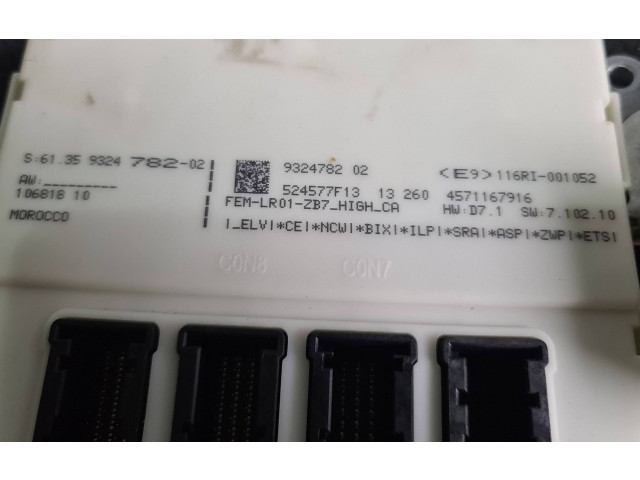 S:61.35 9324 782-02
AW:_________
106818 10
MOROCCO
9324782 02
524577F13 13 260
FEM-LR01-ZB7_HIGH_CA
<E9>116RI-001052
4571167916
HW:D7.1 SW:7.102.10
|_ELV|*CE|*NCW|*BIX|*ILP|*SRA|*ASP|*ZWP|*ETS|
CON8 CON7